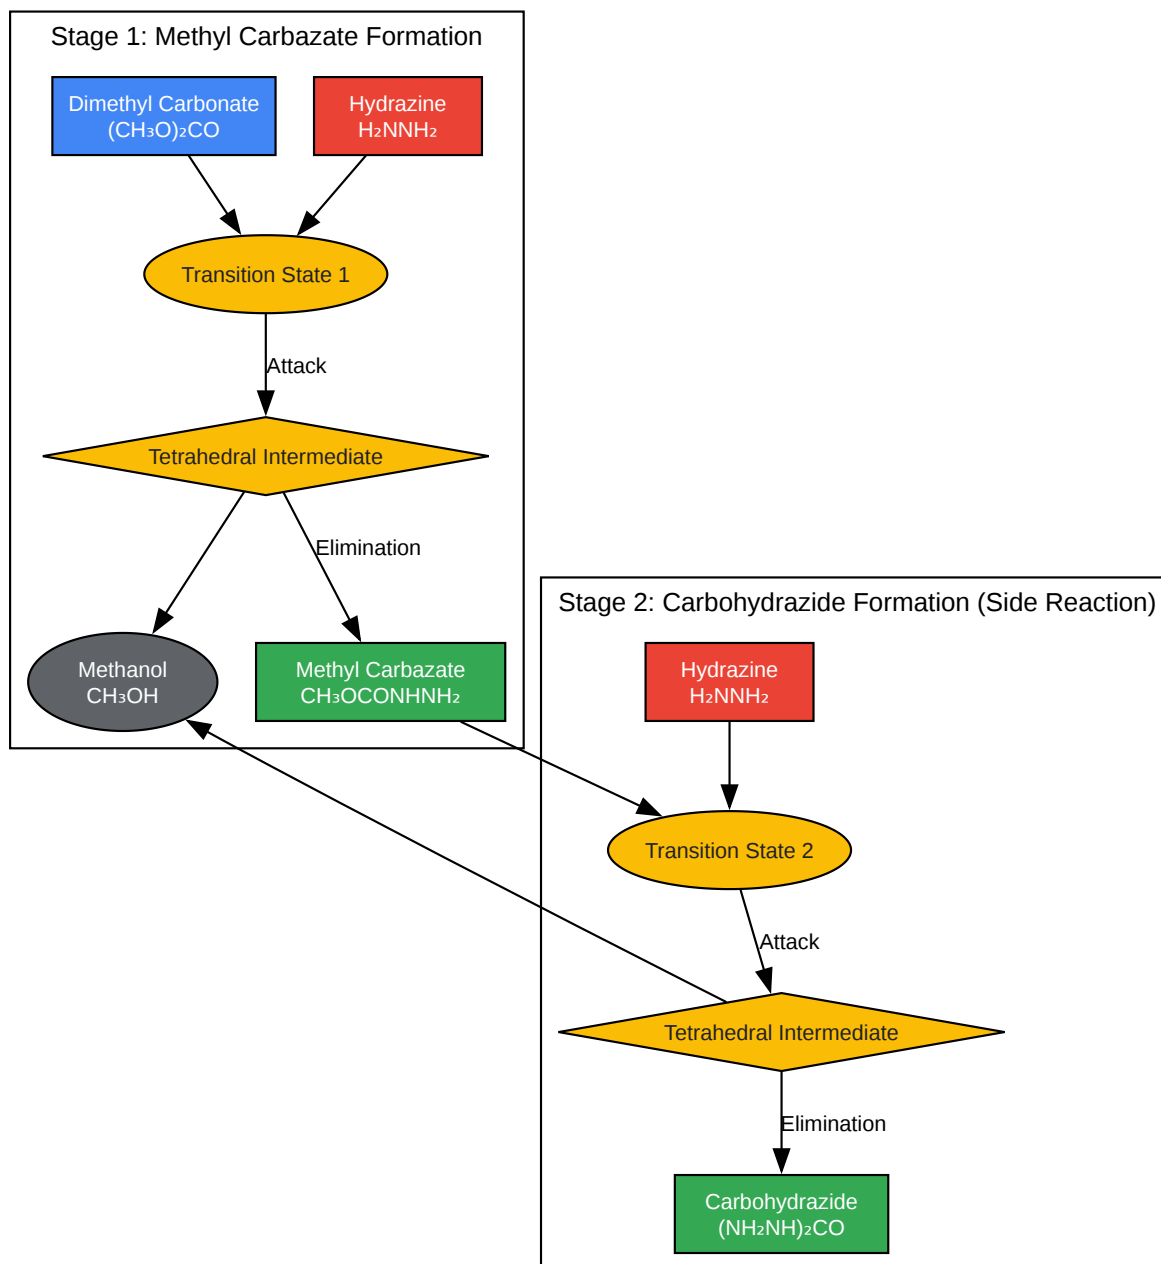 Stage 1: Methyl Carbazate Formation
Dimethyl Carbonate
(CH₃O)₂CO
Hydrazine
H₂NNH₂
Transition State 1
Attack
Tetrahedral Intermediate
Elimination
Methanol
CH₃OH
Methyl Carbazate
CH₃OCONHNH₂
Stage 2: Carbohydrazide Formation (Side Reaction)
Hydrazine
H₂NNH₂
Transition State 2
Attack
Tetrahedral Intermediate
Elimination
Carbohydrazide
(NH₂NH)₂CO